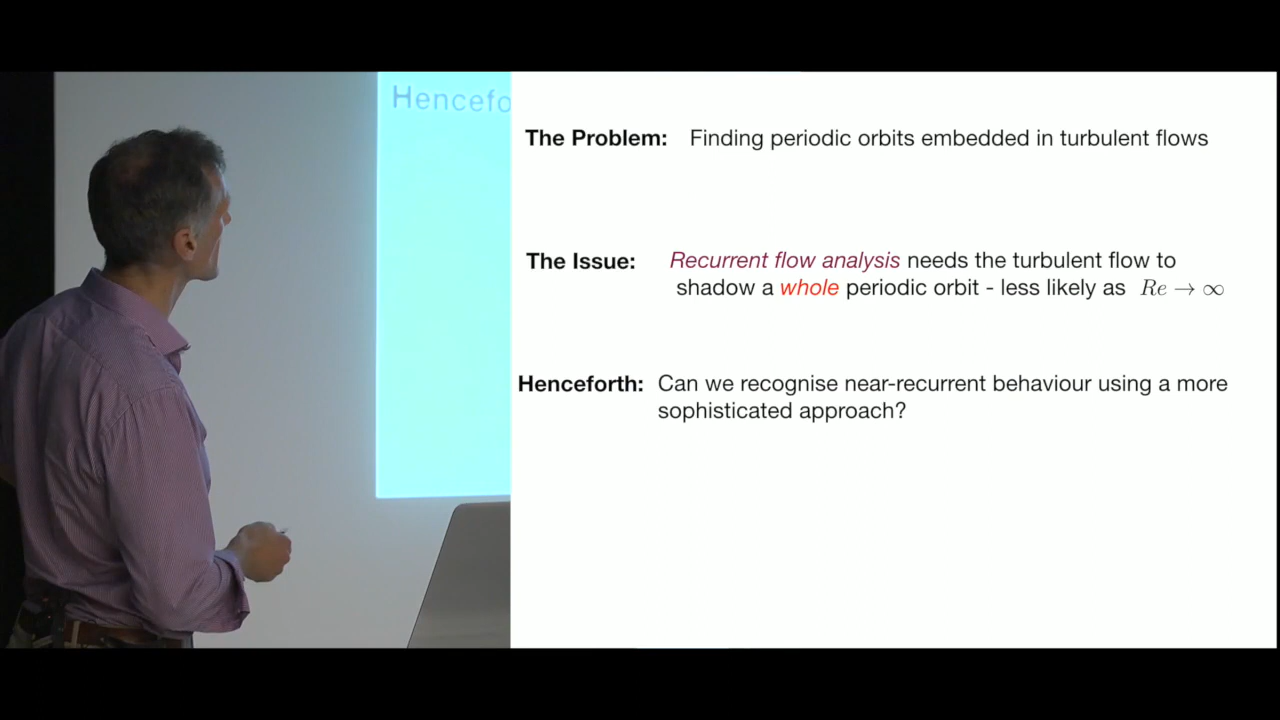 Hencefo
The Problem: Finding periodic orbits embedded in turbulent flows
The Issue: Recurrent flow analysis needs the turbulent flow to
shadow a whole periodic orbit - less likely as Re → ∞
Henceforth: Can we recognise near-recurrent behaviour using a more
sophisticated approach?